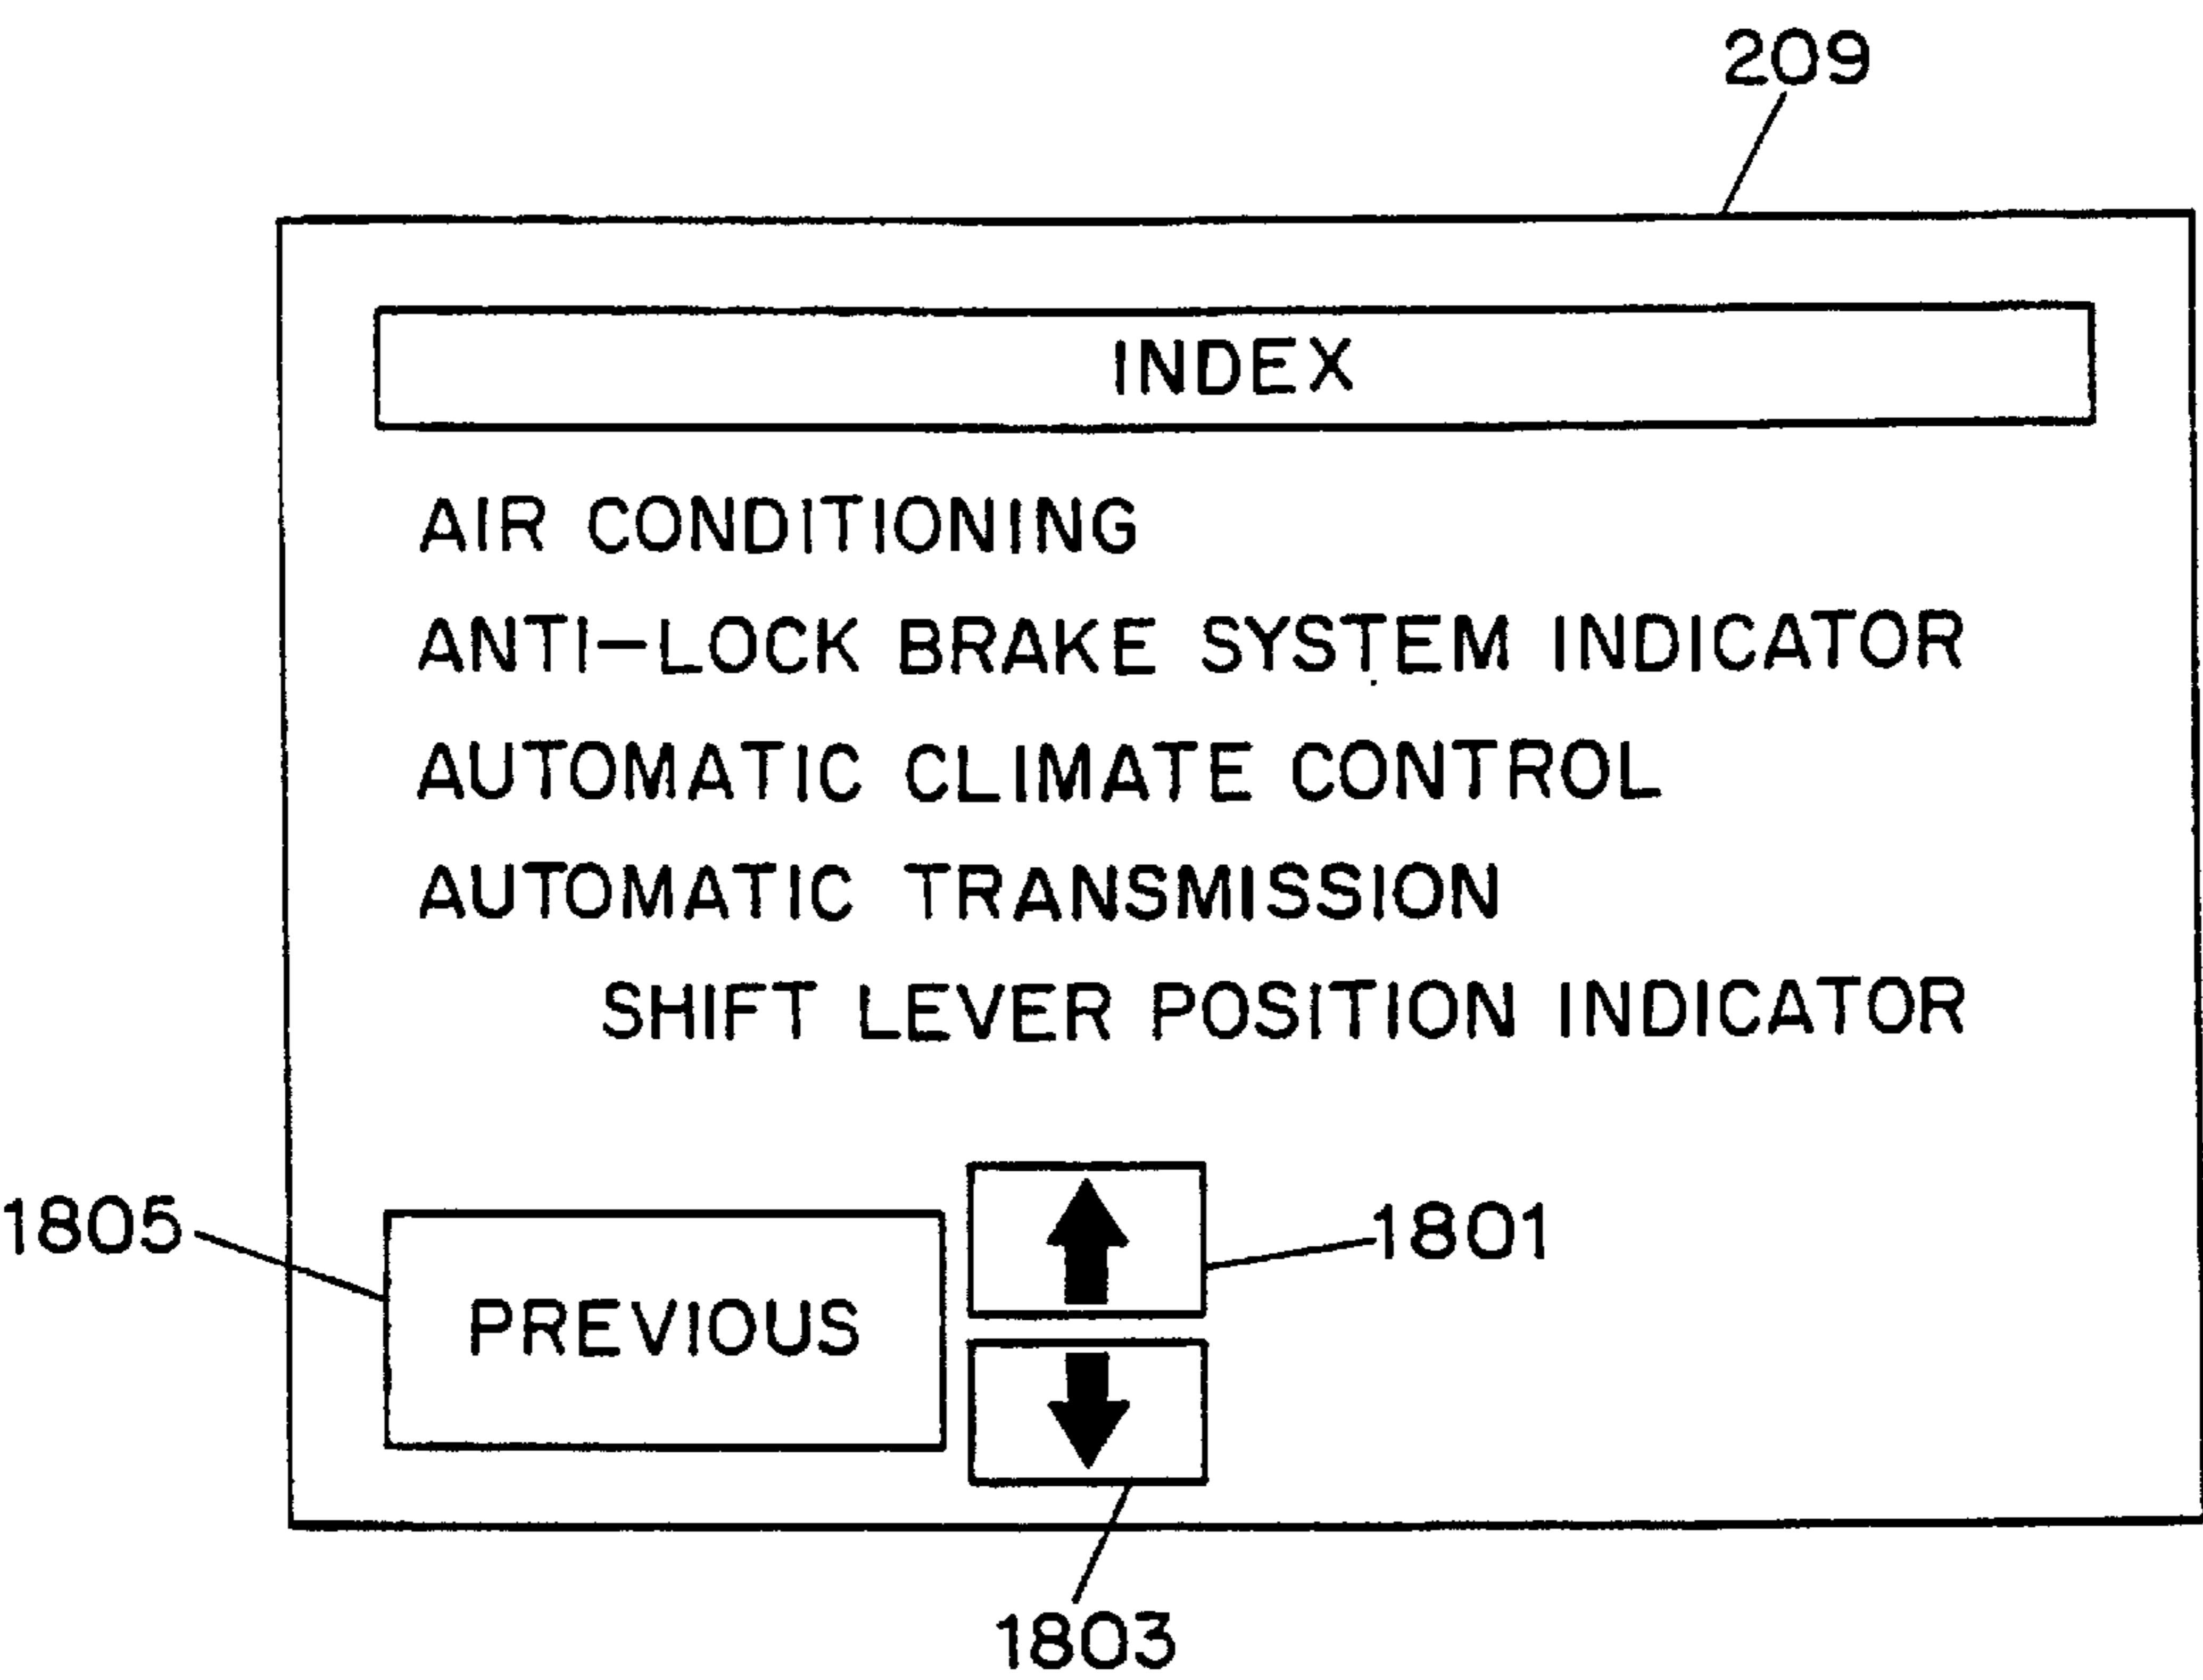 209
INDEX
AIR CONDITIONING
ANTI-LOCK BRAKE SYSTEM INDICATOR
AUTOMATIC CLIMATE CONTROL
AUTOMATIC TRANSMISSION
SHIFT LEVER POSITION INDICATOR
1805
1801
PREVIOUS
1803